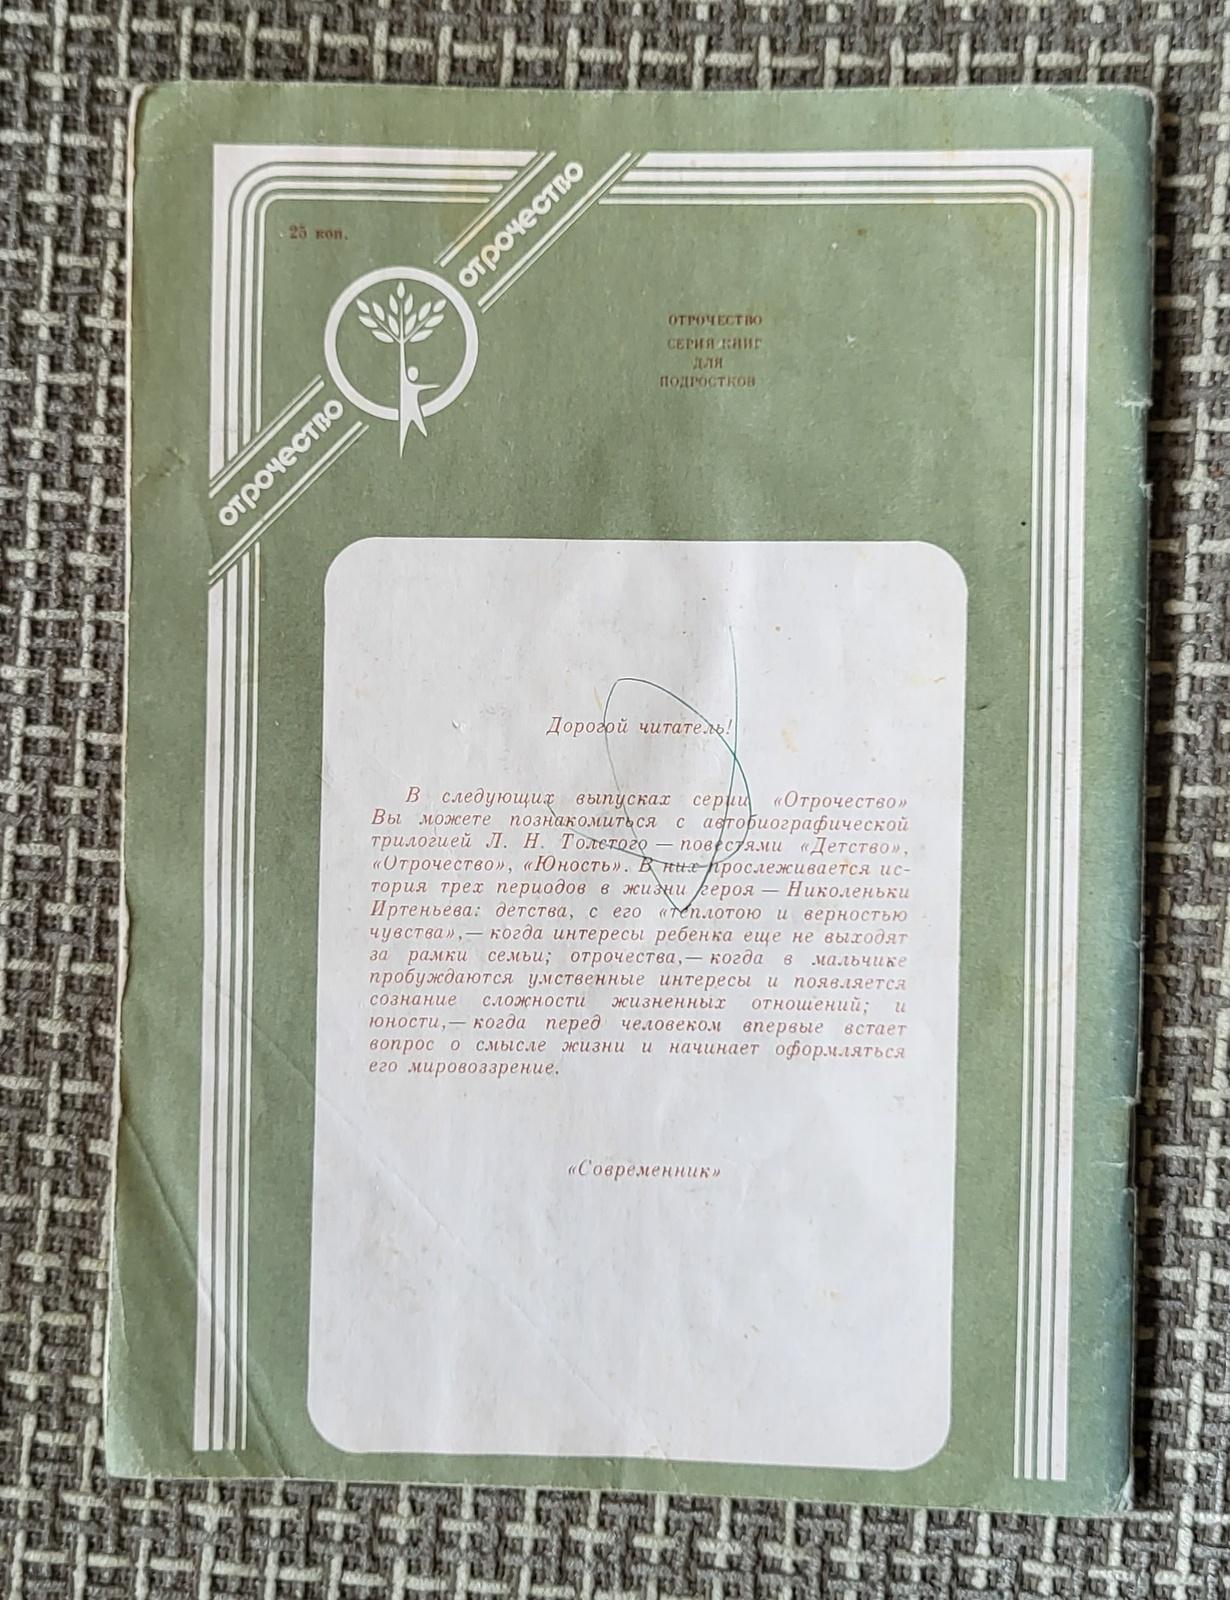 25 коп.
отрочество
отрочество
ОТРОЧЕСТВО
СЕРИЯ КНИГ
ДЛЯ
ПОДРОСТКОВ
Дорогой читатель!
В следующих выпусках серии «Отрочество»
Вы можете познакомиться с автобиографической
трилогией Л. Н. Толстого — повестями «Детство»,
«Отрочество», «Юность». В них прослеживается ис-
тория трех периодов в жизни героя — Николеньки
Иртеньева: детства, с его «теплотою и верностью
чувства»,— когда интересы ребенка еще не выходят
за рамки семьи; отрочества,— когда в мальчике
пробуждаются умственные интересы и появляется
сознание сложности жизненных отношений; и
юности,— когда перед человеком впервые встает
вопрос о смысле жизни и начинает оформляться
его мировоззрение.
«Современник»